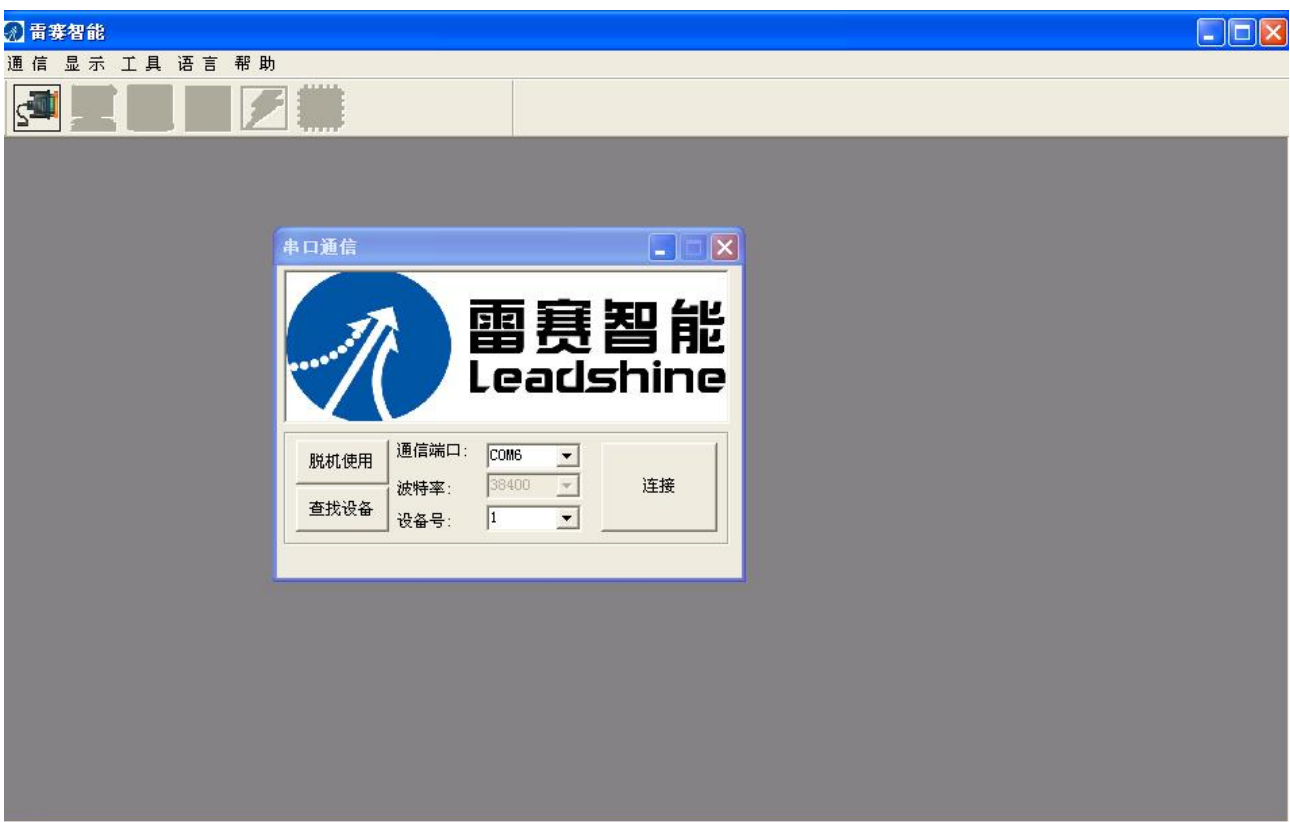 雷赛智能
通信 显示 工具 语言 帮助
串口通信
雷赛智能
Leadshine
脱机使用
通信端口: COM6
波特率: 38400
连接
查找设备
设备号: 1